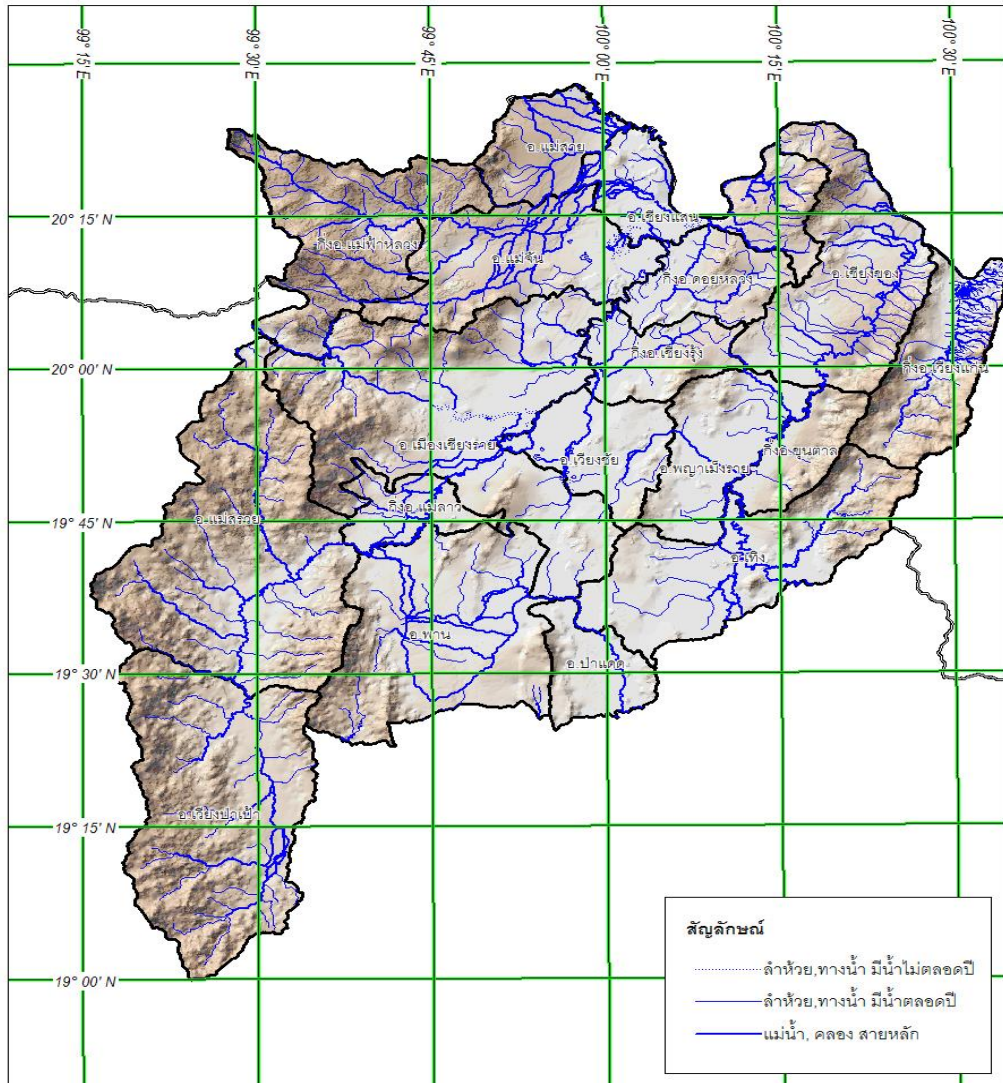 99° 15' E
99° 30' E
99° 45' E
100° 00' E
100° 15' E
100° 30' E
อ.แม่สาย
20° 15' N
อ.เชียงแสน
กิ่งอ.แม่ฟ้าหลวง
อ.แม่จัน
กิ่งอ.ดอยหลวง
อ.เชียงของ
กิ่งอ.เชียงรุ้ง
20° 00' N
กิ่งอ.เวียงแก่น
อ.เมืองเชียงราย
กิ่งอ.ขุนตาล
อ.เวียงชัย
อ.พญาเม็งราย
กิ่งอ.แม่ลาว
19° 45' N
อ.แม่สรวย
อ.เทิง
อ.พาน
19° 30' N
อ.ป่าแดด
อ.เวียงป่าเป้า
19° 15' N
19° 00' N
สัญลักษณ์
ลำห้วย,ทางน้ำ มีน้ำไม่ตลอดปี
ลำห้วย,ทางน้ำ มีน้ำตลอดปี
แม่น้ำ, คลอง สายหลัก